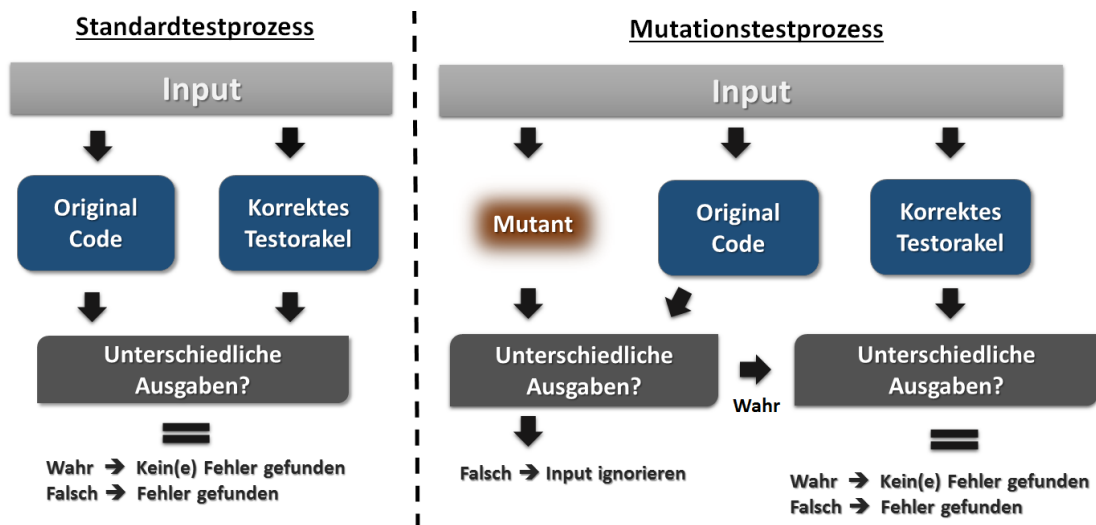 Standardtestprozess
Input
Original
Code
Korrektes
Testorakel
Unterschiedliche
Ausgaben?
Wahr → Kein(e) Fehler gefunden
Falsch → Fehler gefunden
Mutationstestprozess
Input
Mutant
Original
Code
Korrektes
Testorakel
Unterschiedliche
Ausgaben?
Wahr
Unterschiedliche
Ausgaben?
Falsch → Input ignorieren
Wahr → Kein(e) Fehler gefunden
Falsch → Fehler gefunden